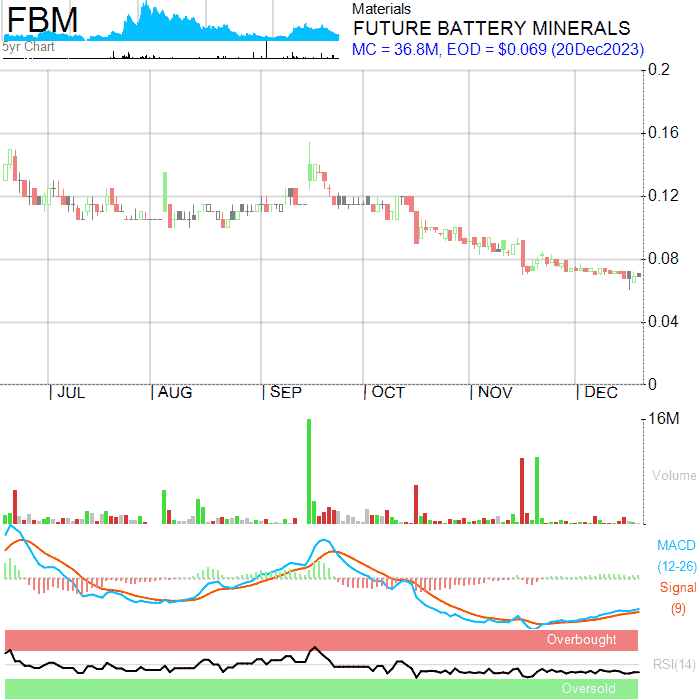 FBM
5yr Chart
Materials
FUTURE BATTERY MINERALS
MC = 36.8M, EOD = $0.069 (20Dec2023)
0.2
0.16
0.12
0.08
0.04
0
JUL AUG SEP OCT NOV DEC
16M
Volume
MACD
(12-26)
Signal
(9)
Overbought
RSI(14)
Oversold